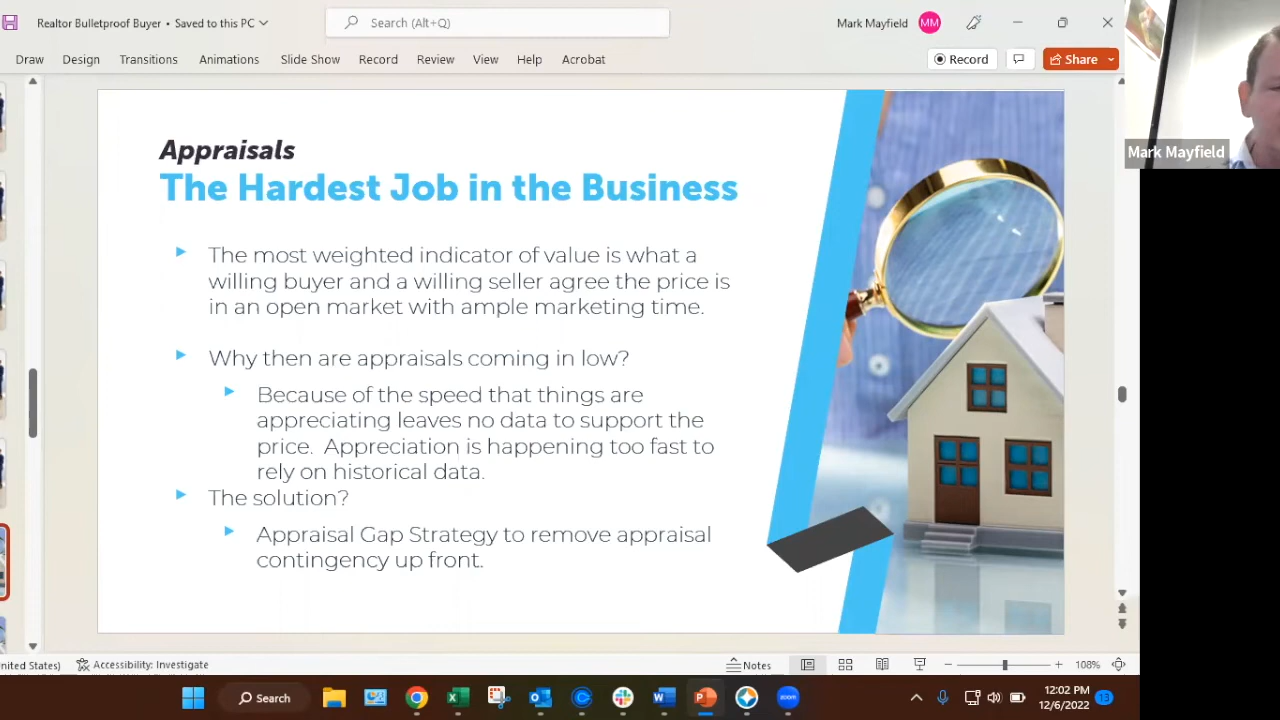 Realtor Bulletproof Buyer • Saved to this PC
Search (Alt+Q)
Mark Mayfield
MM
Draw
Design
Transitions
Animations
Slide Show
Record
Review
View
Help
Acrobat
Record
Share
Mark Mayfield
Appraisals
The Hardest Job in the Business
The most weighted indicator of value is what a
willing buyer and a willing seller agree the price is
in an open market with ample marketing time.
Why then are appraisals coming in low?
Because of the speed that things are
appreciating leaves no data to support the
price. Appreciation is happening too fast to
rely on historical data.
The solution?
Appraisal Gap Strategy to remove appraisal
contingency up front.
nited States)
Accessibility: Investigate
Notes
108%
Search
zoom
12:02 PM
12/6/2022
13